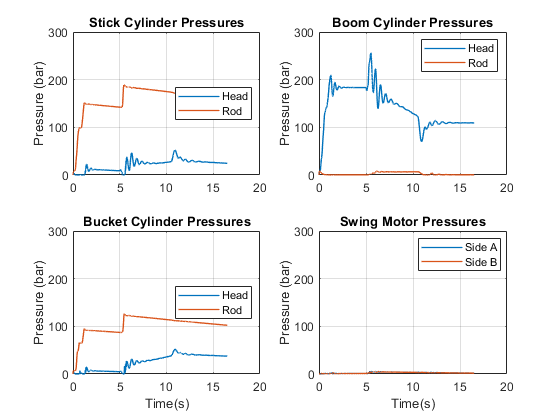 Stick Cylinder Pressures
Pressure (bar)
300
200
100
0
0 5 10 15 20
Head
Rod
Boom Cylinder Pressures
Pressure (bar)
300
200
100
0
0 5 10 15 20
Head
Rod
Bucket Cylinder Pressures
Pressure (bar)
300
200
100
0
0 5 10 15 20
Time(s)
Head
Rod
Swing Motor Pressures
Pressure (bar)
300
200
100
0
0 5 10 15 20
Time(s)
Side A
Side B